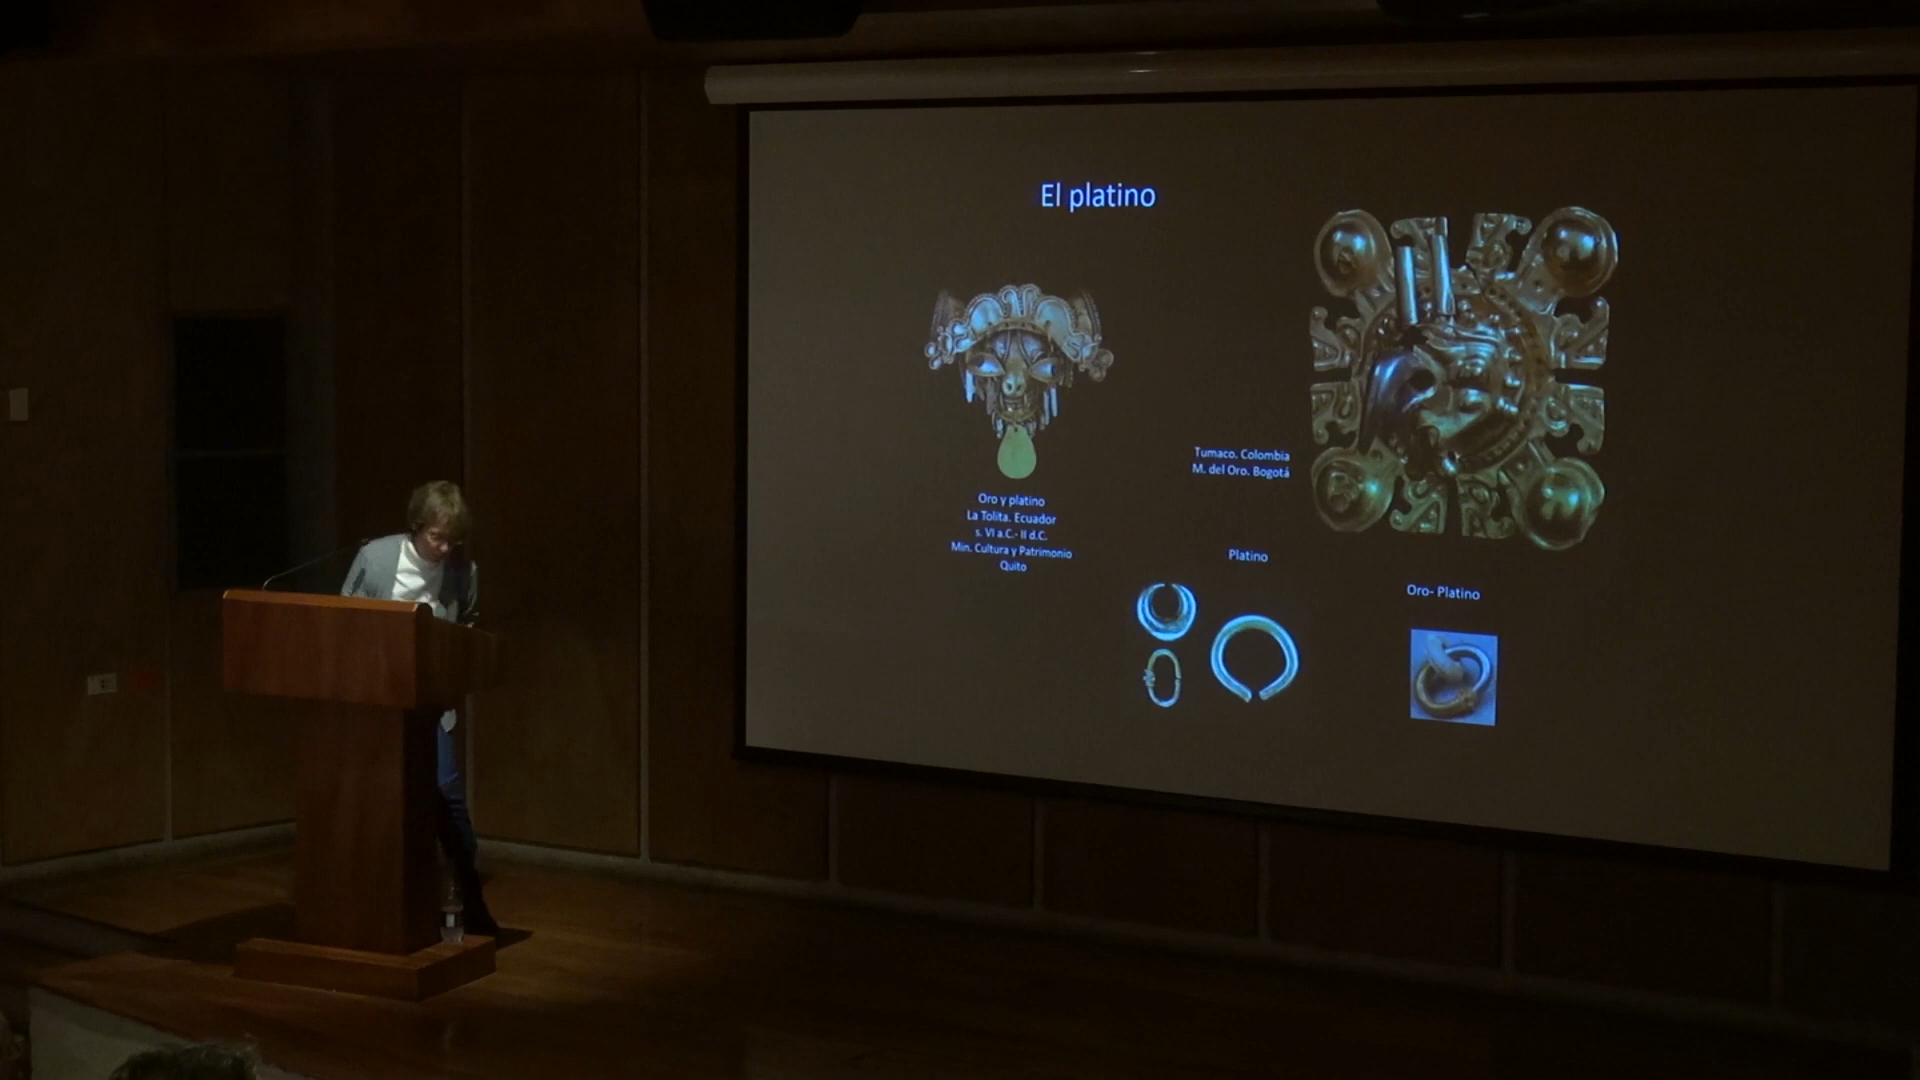 El platino
Oro y platino
La Tolita. Ecuador
s. VI a.C.- II d.C.
Min. Cultura y Patrimonio
Quito
Tumaco. Colombia
M. del Oro. Bogotá
Platino
Oro- Platino